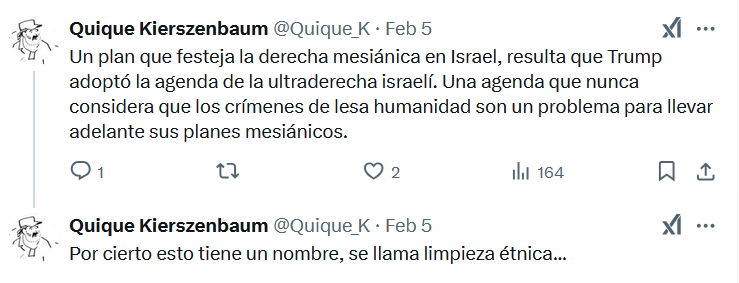 Quique Kierszenbaum @Quique_K · Feb 5
Un plan que festeja la derecha mesiánica en Israel, resulta que Trump
adoptó la agenda de la ultraderecha israelí. Una agenda que nunca
considera que los crímenes de lesa humanidad son un problema para llevar
adelante sus planes mesiánicos.
1 2 164
Quique Kierszenbaum @Quique_K · Feb 5
Por cierto esto tiene un nombre, se llama limpieza étnica...